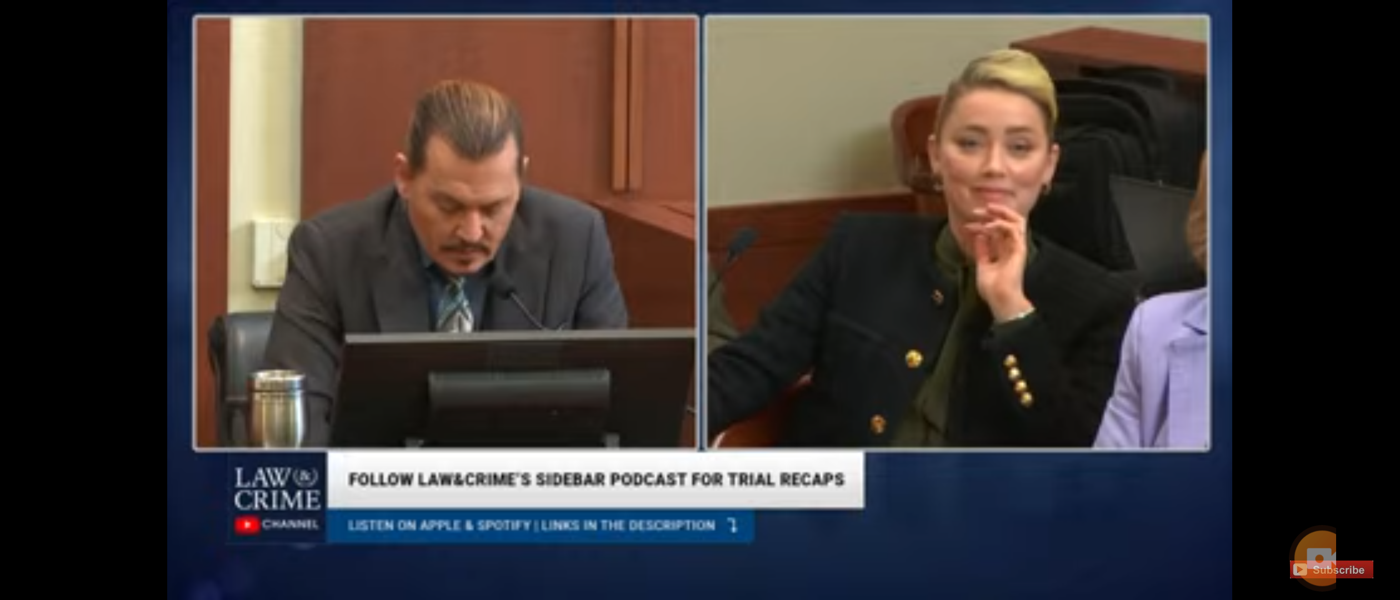 LAW&
CRIME
CHANNEL
FOLLOW LAW&CRIME'S SIDEBAR PODCAST FOR TRIAL RECAPS
LISTEN ON APPLE & SPOTIFY | LINKS IN THE DESCRIPTION
Subscribe